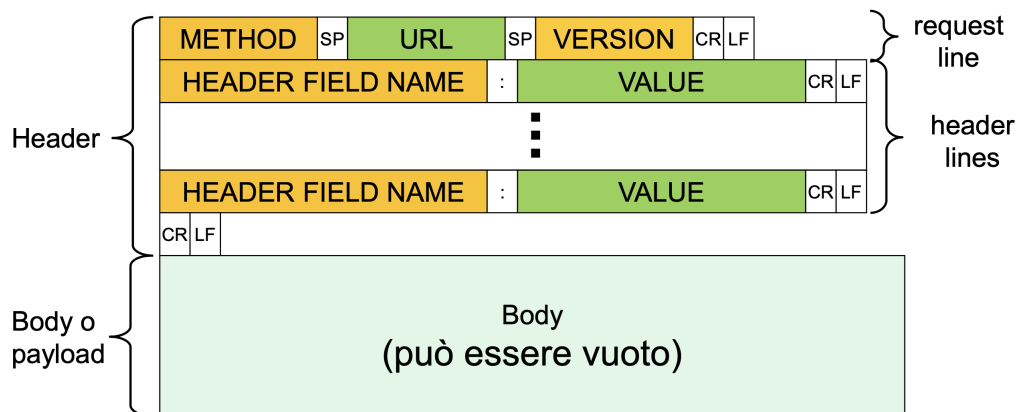 METHOD SP URL SP VERSION CR LF
request
line
HEADER FIELD NAME : VALUE CR LF
Header
header
lines
HEADER FIELD NAME : VALUE CR LF
CR LF
Body o
payload
Body
(può essere vuoto)